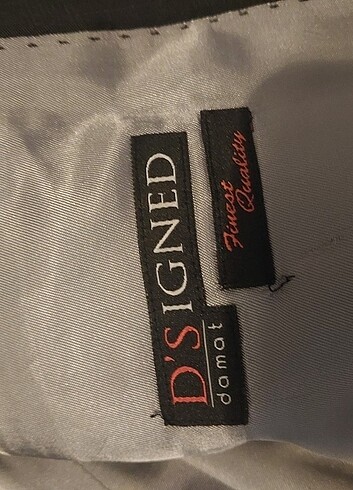 D'SIGNED
damat
Finest
Quality